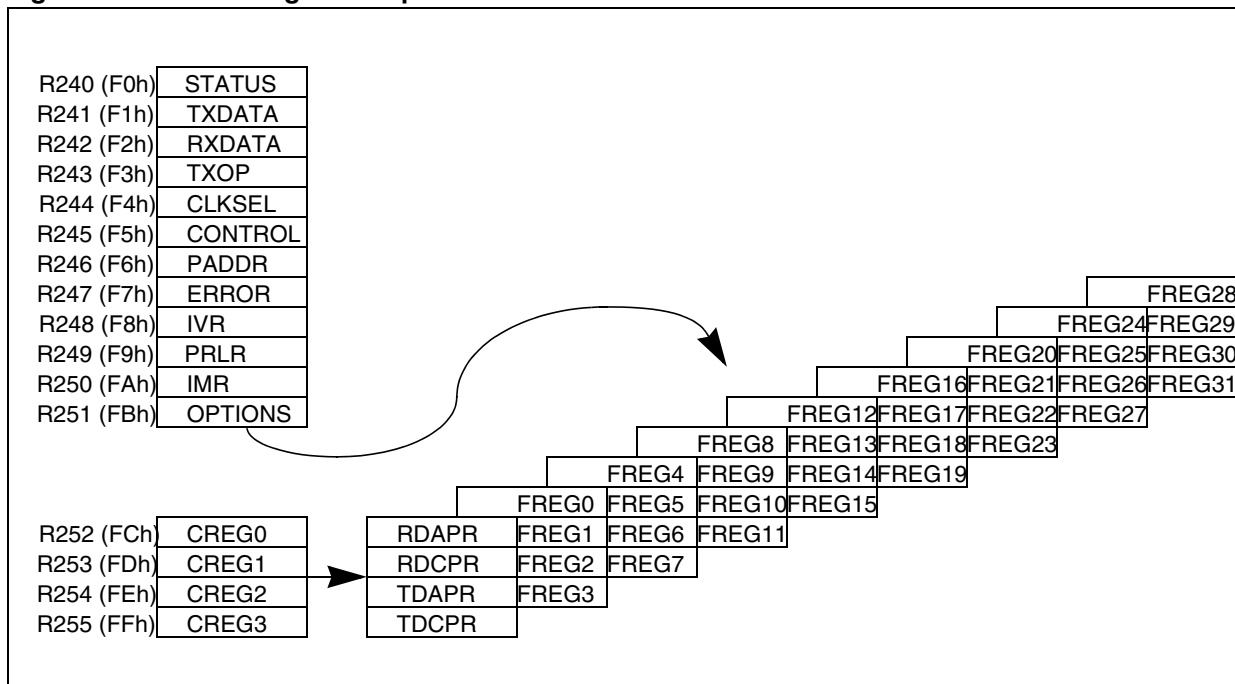 R240 (F0h) STATUS
R241 (F1h) TXDATA
R242 (F2h) RXDATA
R243 (F3h) TXOP
R244 (F4h) CLKSEL
R245 (F5h) CONTROL
R246 (F6h) PADDR
FREG28
R247 (F7h) ERROR
R248 (F8h) IVR FREG24 FREG29
R249 (F9h) PRLR FREG20 FREG25 FREG30
R250 (FAh) IMR FREG16 FREG21 FREG26 FREG31
R251 (FBh) OPTIONS FREG12 FREG17 FREG22 FREG27
FREG8 FREG13 FREG18 FREG23
FREG4 FREG9 FREG14 FREG19
FREG0 FREG5 FREG10 FREG15
R252 (FCh) CREG0 RDAPR FREG1 FREG6 FREG11
R253 (FDh) CREG1 RDCPR FREG2 FREG7
R254 (FEh) CREG2 TDAPR FREG3
R255 (FFh) CREG3 TDCPR